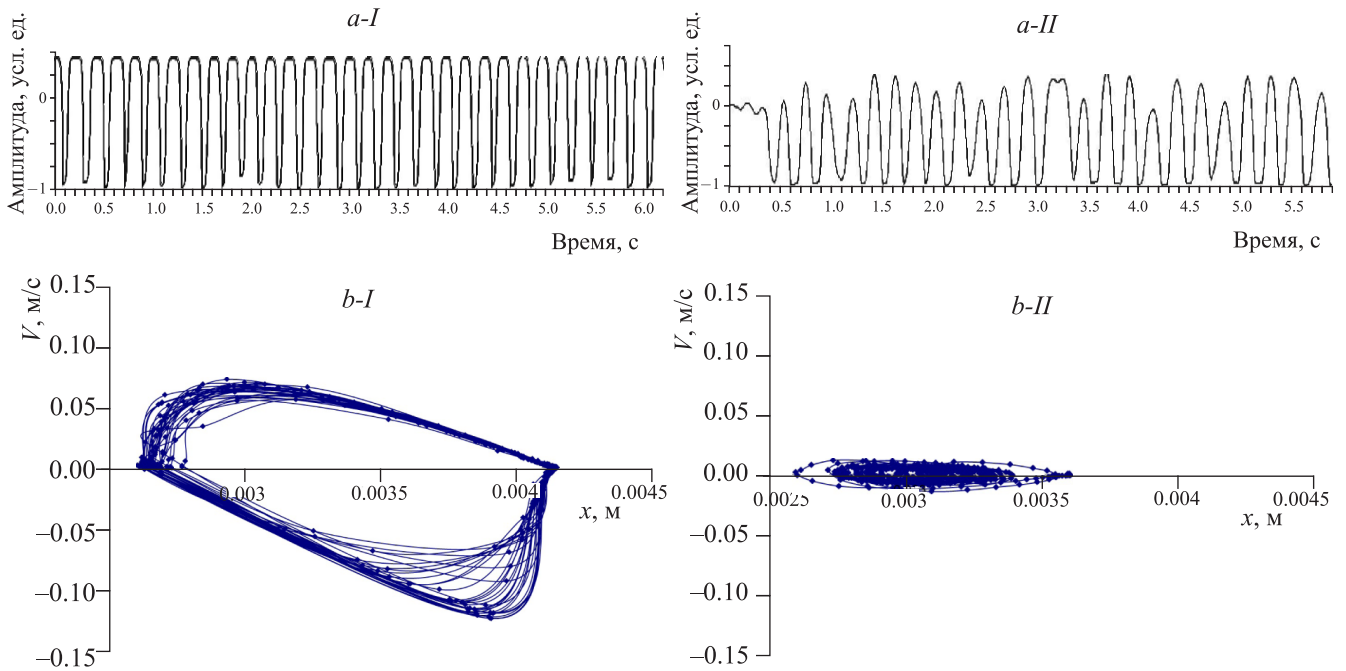 a-I
Амплитуда, усл. ед.
0
–1
0.0 0.5 1.0 1.5 2.0 2.5 3.0 3.5 4.0 4.5 5.0 5.5 6.0
Время, с
a-II
Амплитуда, усл. ед.
0
–1
0.0 0.5 1.0 1.5 2.0 2.5 3.0 3.5 4.0 4.5 5.0 5.5
Время, с
b-I
V, м/с
0.15
0.10
0.05
0.00
–0.05
–0.10
–0.15
0.003 0.0035 0.004 0.0045
x, м
b-II
V, м/с
0.15
0.10
0.05
0.00
–0.05
–0.10
–0.15
0.0025 0.003 0.0035 0.004 0.0045
x, м